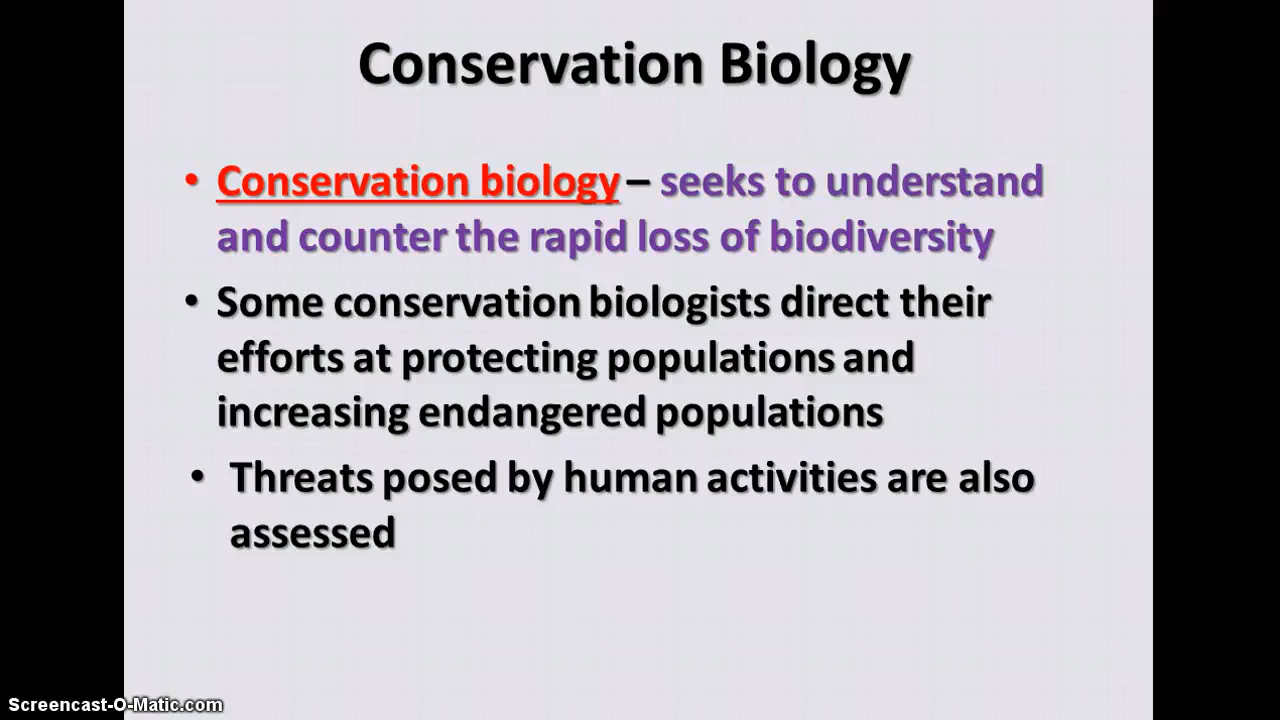 Conservation Biology
• Conservation biology – seeks to understand
and counter the rapid loss of biodiversity
• Some conservation biologists direct their
efforts at protecting populations and
increasing endangered populations
• Threats posed by human activities are also
assessed
Screencast-O-Matic.com